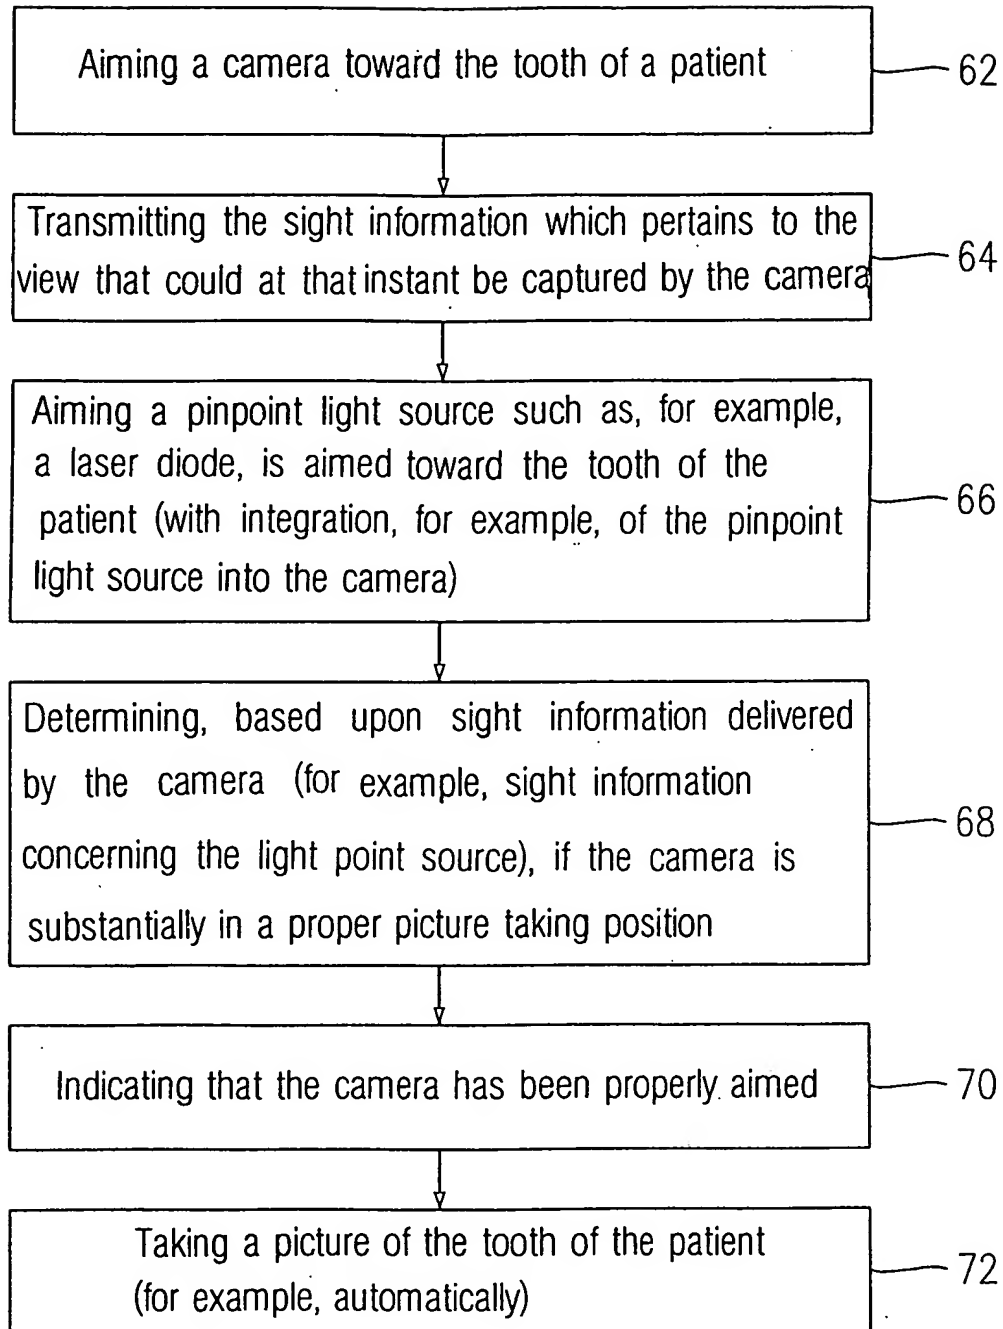 Aiming a camera toward the tooth of a patient
62
Transmitting the sight information which pertains to the
view that could at that instant be captured by the camera
64
Aiming a pinpoint light source such as, for example,
a laser diode, is aimed toward the tooth of the
patient (with integration, for example, of the pinpoint
light source into the camera)
66
Determining, based upon sight information delivered
by the camera (for example, sight information
concerning the light point source), if the camera is
substantially in a proper picture taking position
68
Indicating that the camera has been properly aimed
70
Taking a picture of the tooth of the patient
(for example, automatically)
72